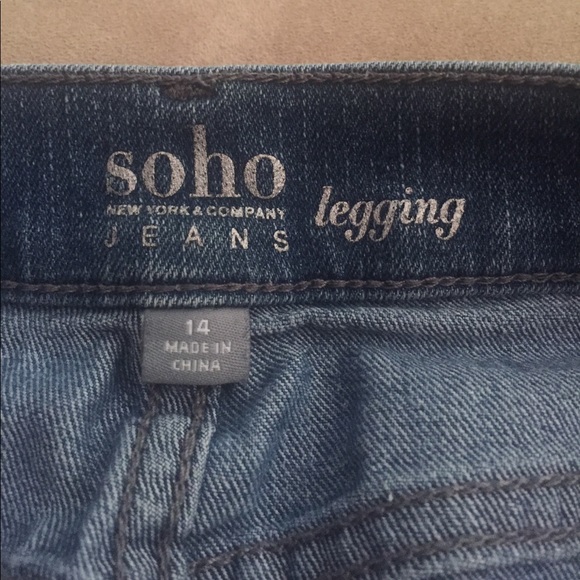 soho
NEW YORK & COMPANY
JEANS
legging
14
MADE IN
CHINA